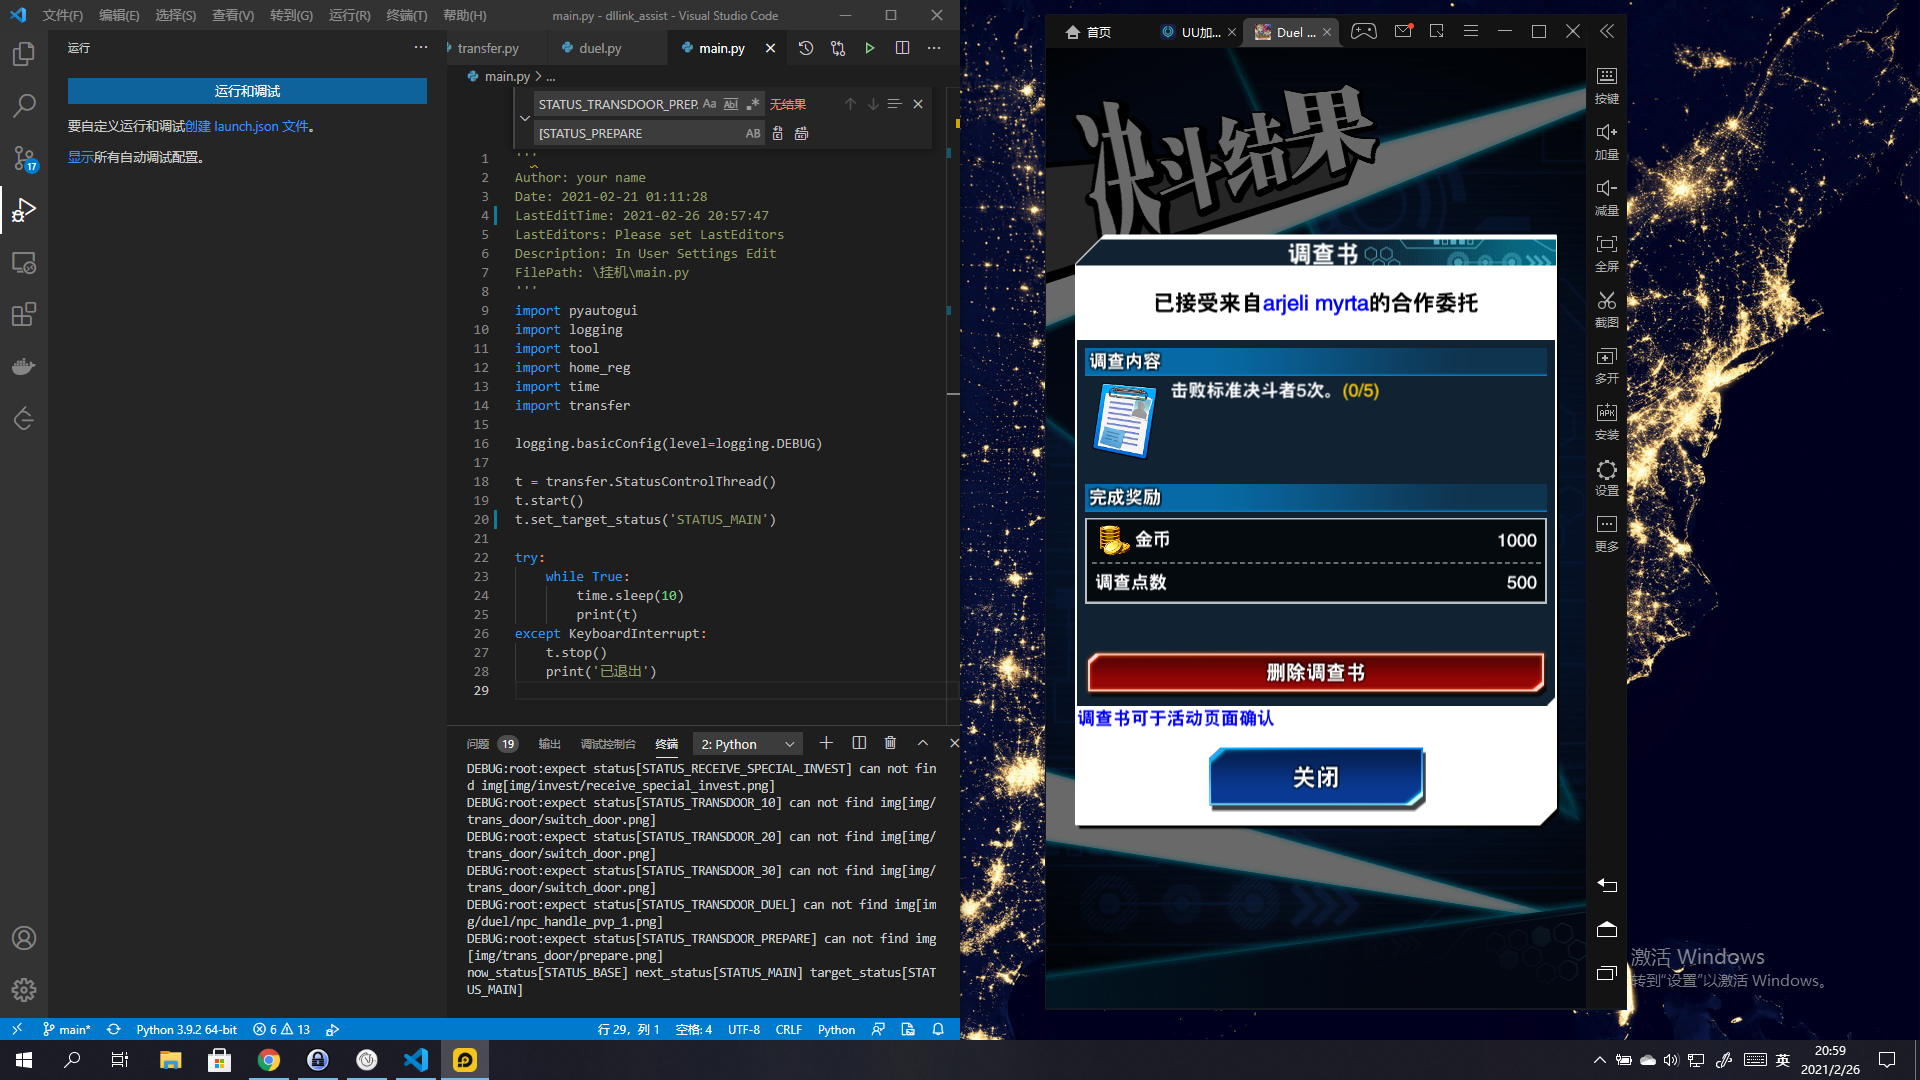 文件(F) 编辑(E) 选择(S) 查看(V) 转到(G) 运行(R) 终端(T) 帮助(H) main.py - dllink_assist - Visual Studio Code
运行
运行和调试
要自定义运行和调试创建 launch.json 文件。
显示所有自动调试配置。
17
transfer.py duel.py main.py
main.py > ...
STATUS_TRANSDOOR_PREP. Aa Abl .* 无结果
[STATUS_PREPARE AB
1 '''
2 Author: your name
3 Date: 2021-02-21 01:11:28
4 LastEditTime: 2021-02-26 20:57:47
5 LastEditors: Please set LastEditors
6 Description: In User Settings Edit
7 FilePath: \挂机\main.py
8 '''
9 import pyautogui
10 import logging
11 import tool
12 import home_reg
13 import time
14 import transfer
15
16 logging.basicConfig(level=logging.DEBUG)
17
18 t = transfer.StatusControlThread()
19 t.start()
20 t.set_target_status('STATUS_MAIN')
21
22 try:
23 while True:
24 time.sleep(10)
25 print(t)
26 except KeyboardInterrupt:
27 t.stop()
28 print('已退出')
29
问题 19 输出 调试控制台 终端 2: Python
DEBUG:root:expect status[STATUS_RECEIVE_SPECIAL_INVEST] can not fin
d img[img/invest/receive_special_invest.png]
DEBUG:root:expect status[STATUS_TRANSDOOR_10] can not find img[img/
trans_door/switch_door.png]
DEBUG:root:expect status[STATUS_TRANSDOOR_20] can not find img[img/
trans_door/switch_door.png]
DEBUG:root:expect status[STATUS_TRANSDOOR_30] can not find img[img/
trans_door/switch_door.png]
DEBUG:root:expect status[STATUS_TRANSDOOR_DUEL] can not find img[im
g/duel/npc_handle_pvp_1.png]
DEBUG:root:expect status[STATUS_TRANSDOOR_PREPARE] can not find img
[img/trans_door/prepare.png]
now_status[STATUS_BASE] next_status[STATUS_MAIN] target_status[STAT
US_MAIN]
main* Python 3.9.2 64-bit 6 13 行 29，列 1 空格: 4 UTF-8 CRLF Python
首页 UU加... Duel ...
决斗结果
调查书
已接受来自arjeli myrta的合作委托
调查内容
击败标准决斗者5次。(0/5)
完成奖励
金币 1000
调查点数 500
删除调查书
调查书可于活动页面确认
关闭
按键
加量
减量
全屏
截图
多开
APK
安装
设置
更多
激活 Windows
转到"设置"以激活 Windows。
英
20:59
2021/2/26